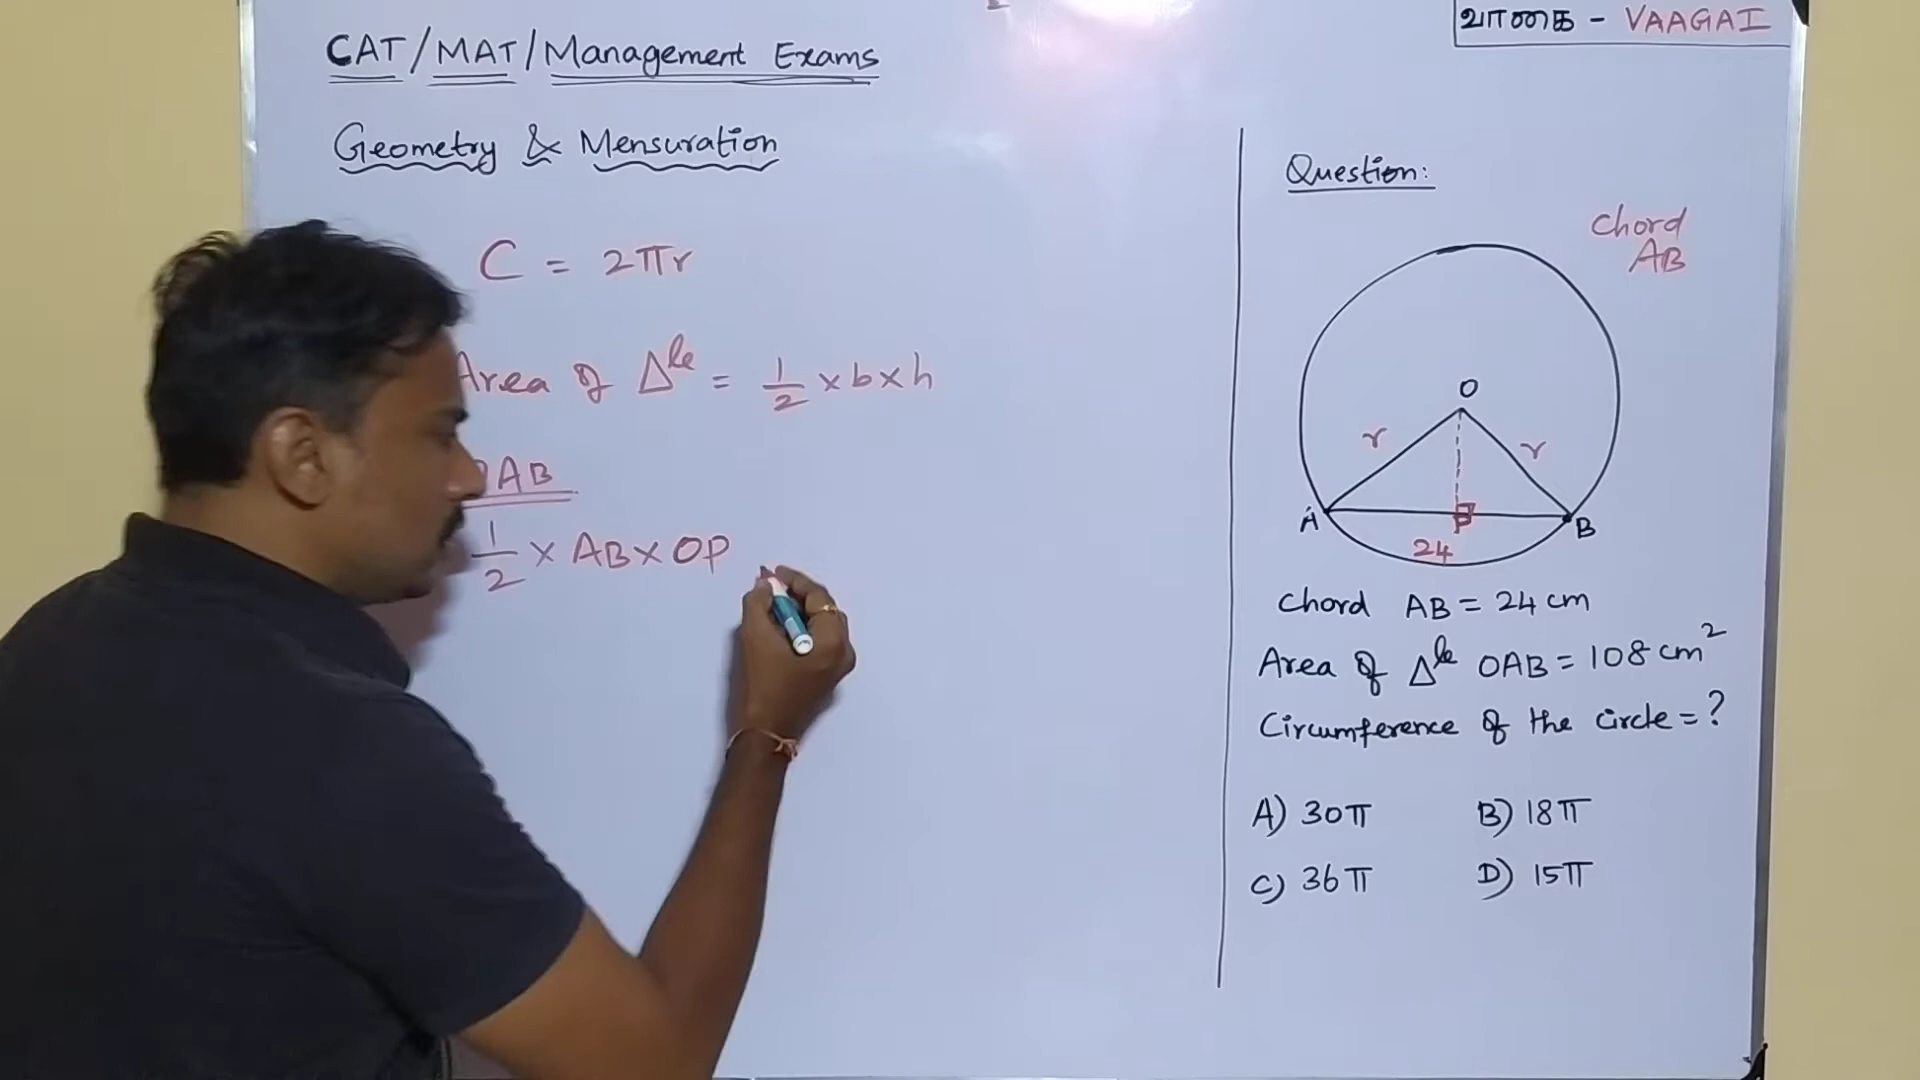 வாகை - VAAGAI
CAT/MAT/Management Exams
Geometry & Mensuration
C = 2πr
Area of Δle = 1/2 × b × h
OAB
1/2 × AB × OP
Question:
Chord
AB
O
r
r
A
P
B
24
Chord AB = 24 cm
Area of Δle OAB = 108 cm²
Circumference of the circle = ?
A) 30π B) 18π
C) 36π D) 15π